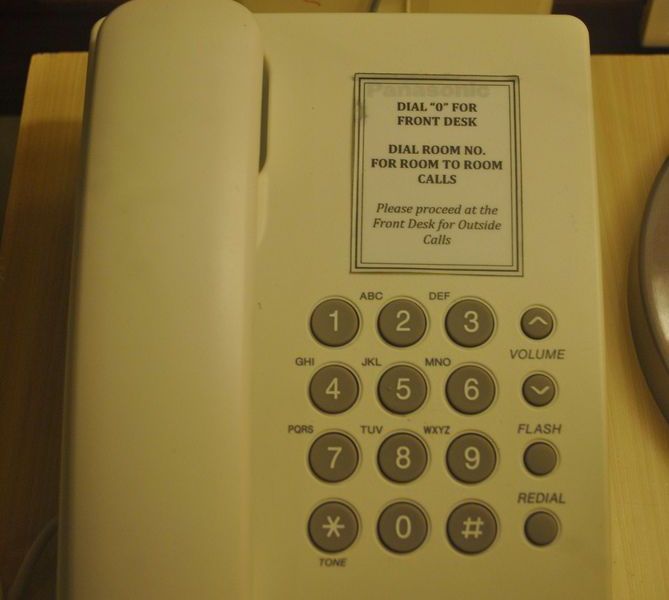 Panasonic
DIAL "0" FOR
FRONT DESK
DIAL ROOM NO.
FOR ROOM TO ROOM
CALLS
Please proceed at the
Front Desk for Outside
Calls
ABC DEF
1 2 3
VOLUME
GHI JKL MNO
4 5 6
PQRS TUV WXYZ FLASH
7 8 9
REDIAL
* 0 #
TONE